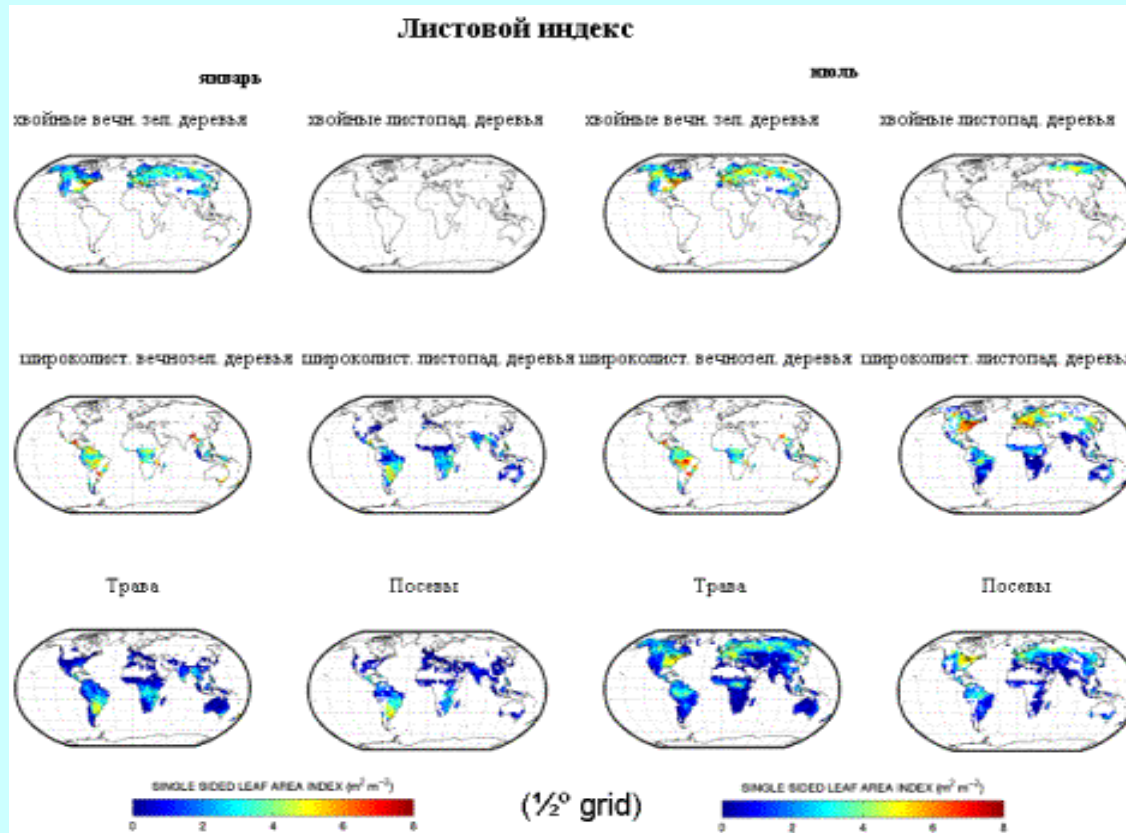 Листовой индекс
январь июль
хвойные вечн. зел. деревья хвойные листопад. деревья хвойные вечн. зел. деревья хвойные листопад. деревья
широколист. вечнозел. деревья широколист. листопад. деревья широколист. вечнозел. деревья широколист. листопад. деревья
Трава Посевы Трава Посевы
SINGLE SIDED LEAF AREA INDEX (m² m⁻²) SINGLE SIDED LEAF AREA INDEX (m² m⁻²)
(½º grid)
0 2 4 6 8 0 2 4 6 8